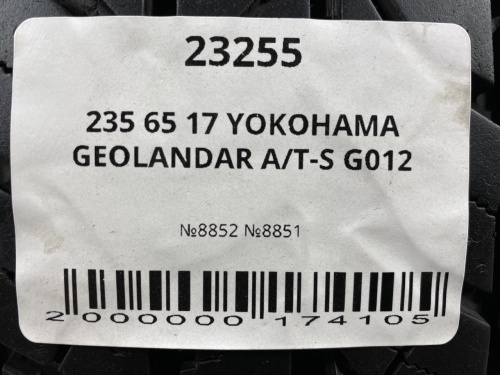 23255
235 65 17 YOKOHAMA
GEOLANDAR A/T-S G012
№8852 №8851
2 000000 174105